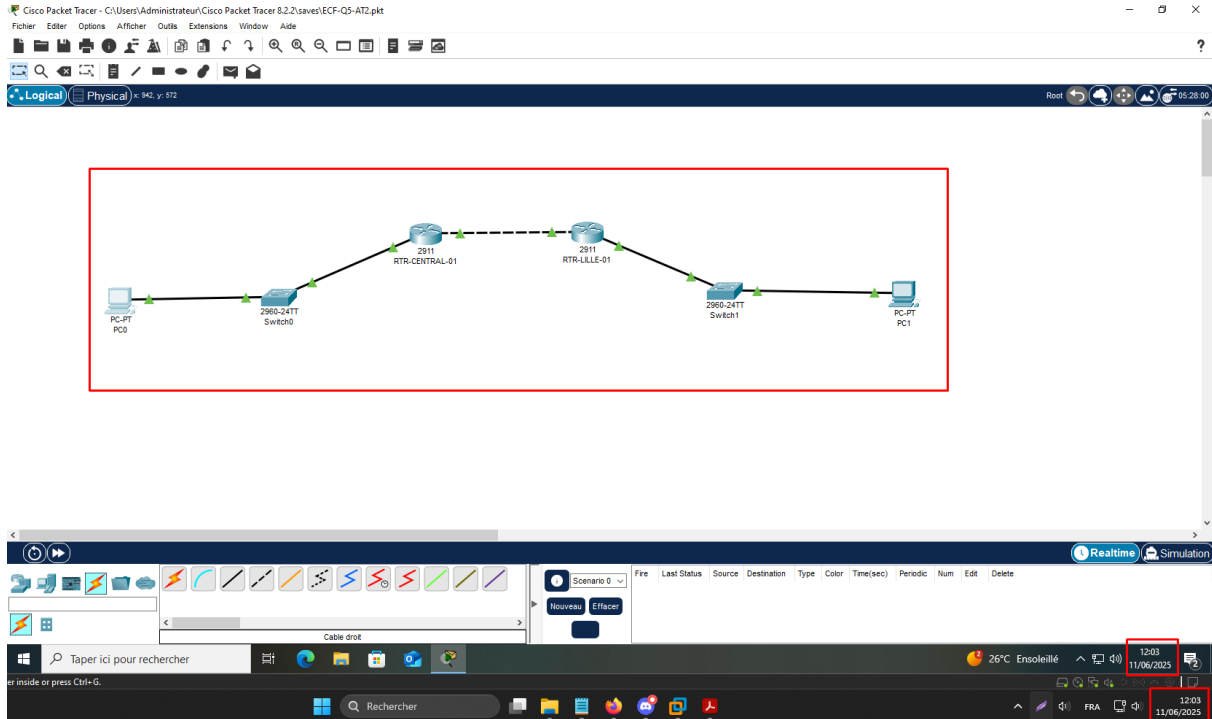 Cisco Packet Tracer - C:\Users\Administrateur\Cisco Packet Tracer 8.2.2\saves\ECF-Q5-AT2.pkt
Fichier Editer Options Afficher Outils Extensions Window Aide
?
Logical Physical x: 942, y: 572 Root 05:28:00
2911
RTR-CENTRAL-01
2911
RTR-LILLE-01
PC-PT
PC0
2960-24TT
Switch0
2960-24TT
Switch1
PC-PT
PC1
Realtime Simulation
Scenario 0
Fire Last Status Source Destination Type Color Time(sec) Periodic Num Edit Delete
Nouveau Effacer
Cable droit
Taper ici pour rechercher
26°C Ensoleillé
12:03
11/06/2025
2
er inside or press Ctrl+G.
Rechercher
FRA
12:03
11/06/2025